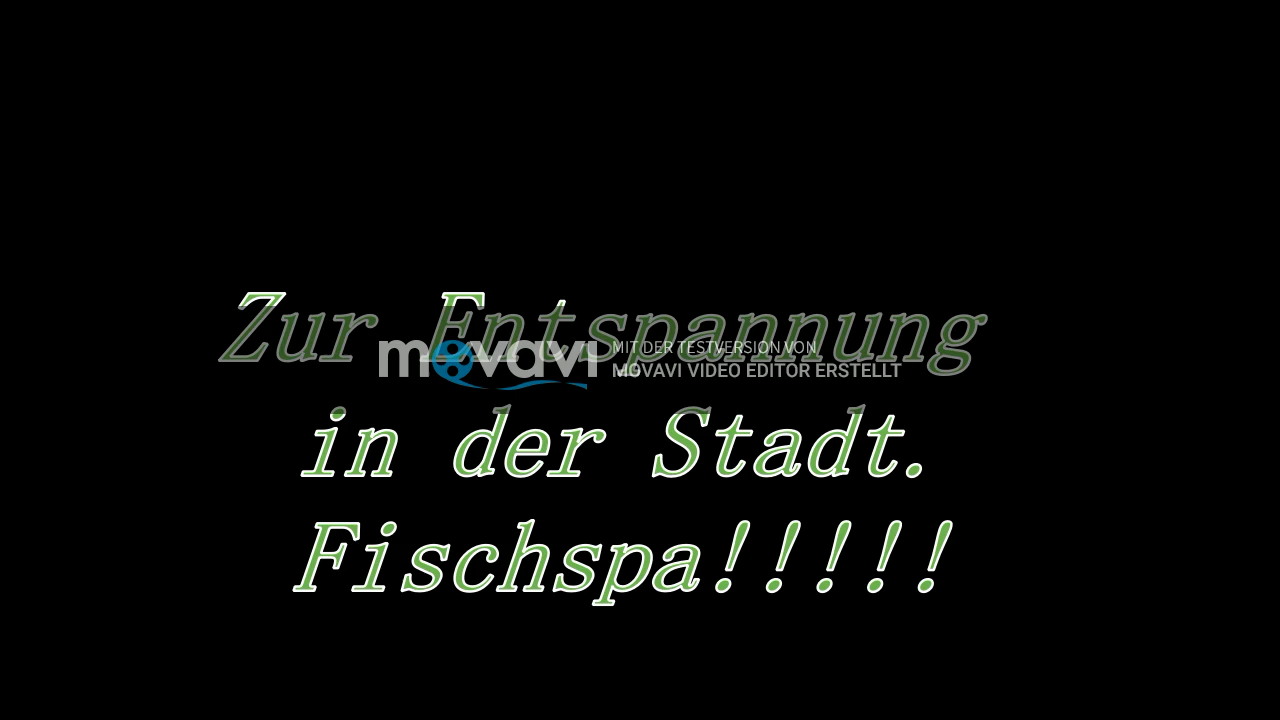 Zur Entspannung
movavi
MIT DER TESTVERSION VON
MOVAVI VIDEO EDITOR ERSTELLT
in der Stadt.
Fischspa!!!!!